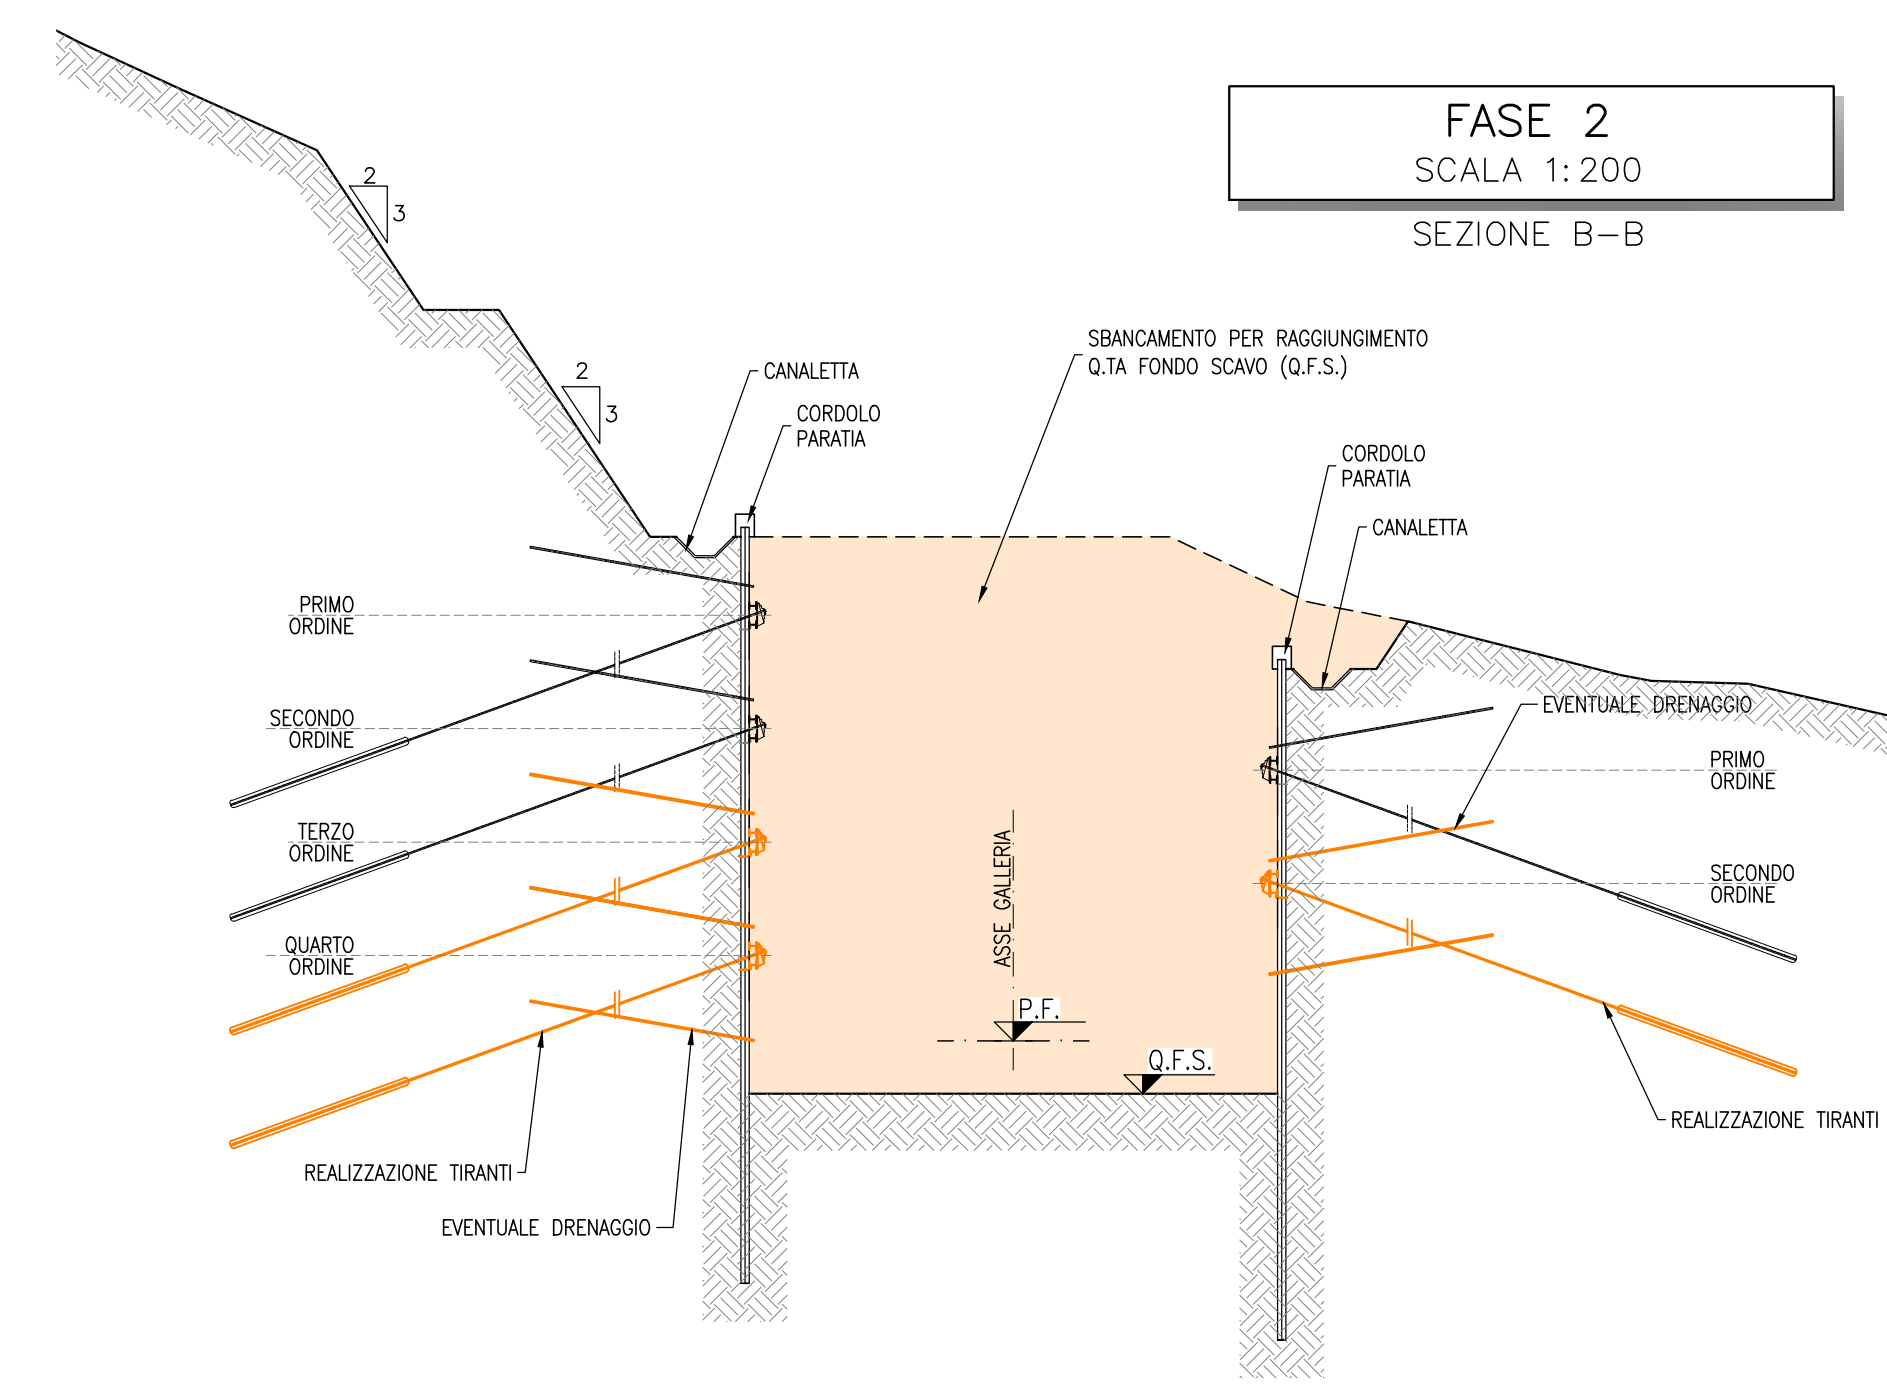 FASE 2
SCALA 1:200
SEZIONE B-B
2
3
2
3
SBANCAMENTO PER RAGGIUNGIMENTO
Q.TA FONDO SCAVO (Q.F.S.)
CANALETTA
CORDOLO
PARATIA
CORDOLO
PARATIA
CANALETTA
PRIMO
ORDINE
SECONDO
ORDINE
TERZO
ORDINE
QUARTO
ORDINE
EVENTUALE DRENAGGIO
PRIMO
ORDINE
SECONDO
ORDINE
ASSE GALLERIA
P.F.
Q.F.S.
REALIZZAZIONE TIRANTI
REALIZZAZIONE TIRANTI
EVENTUALE DRENAGGIO